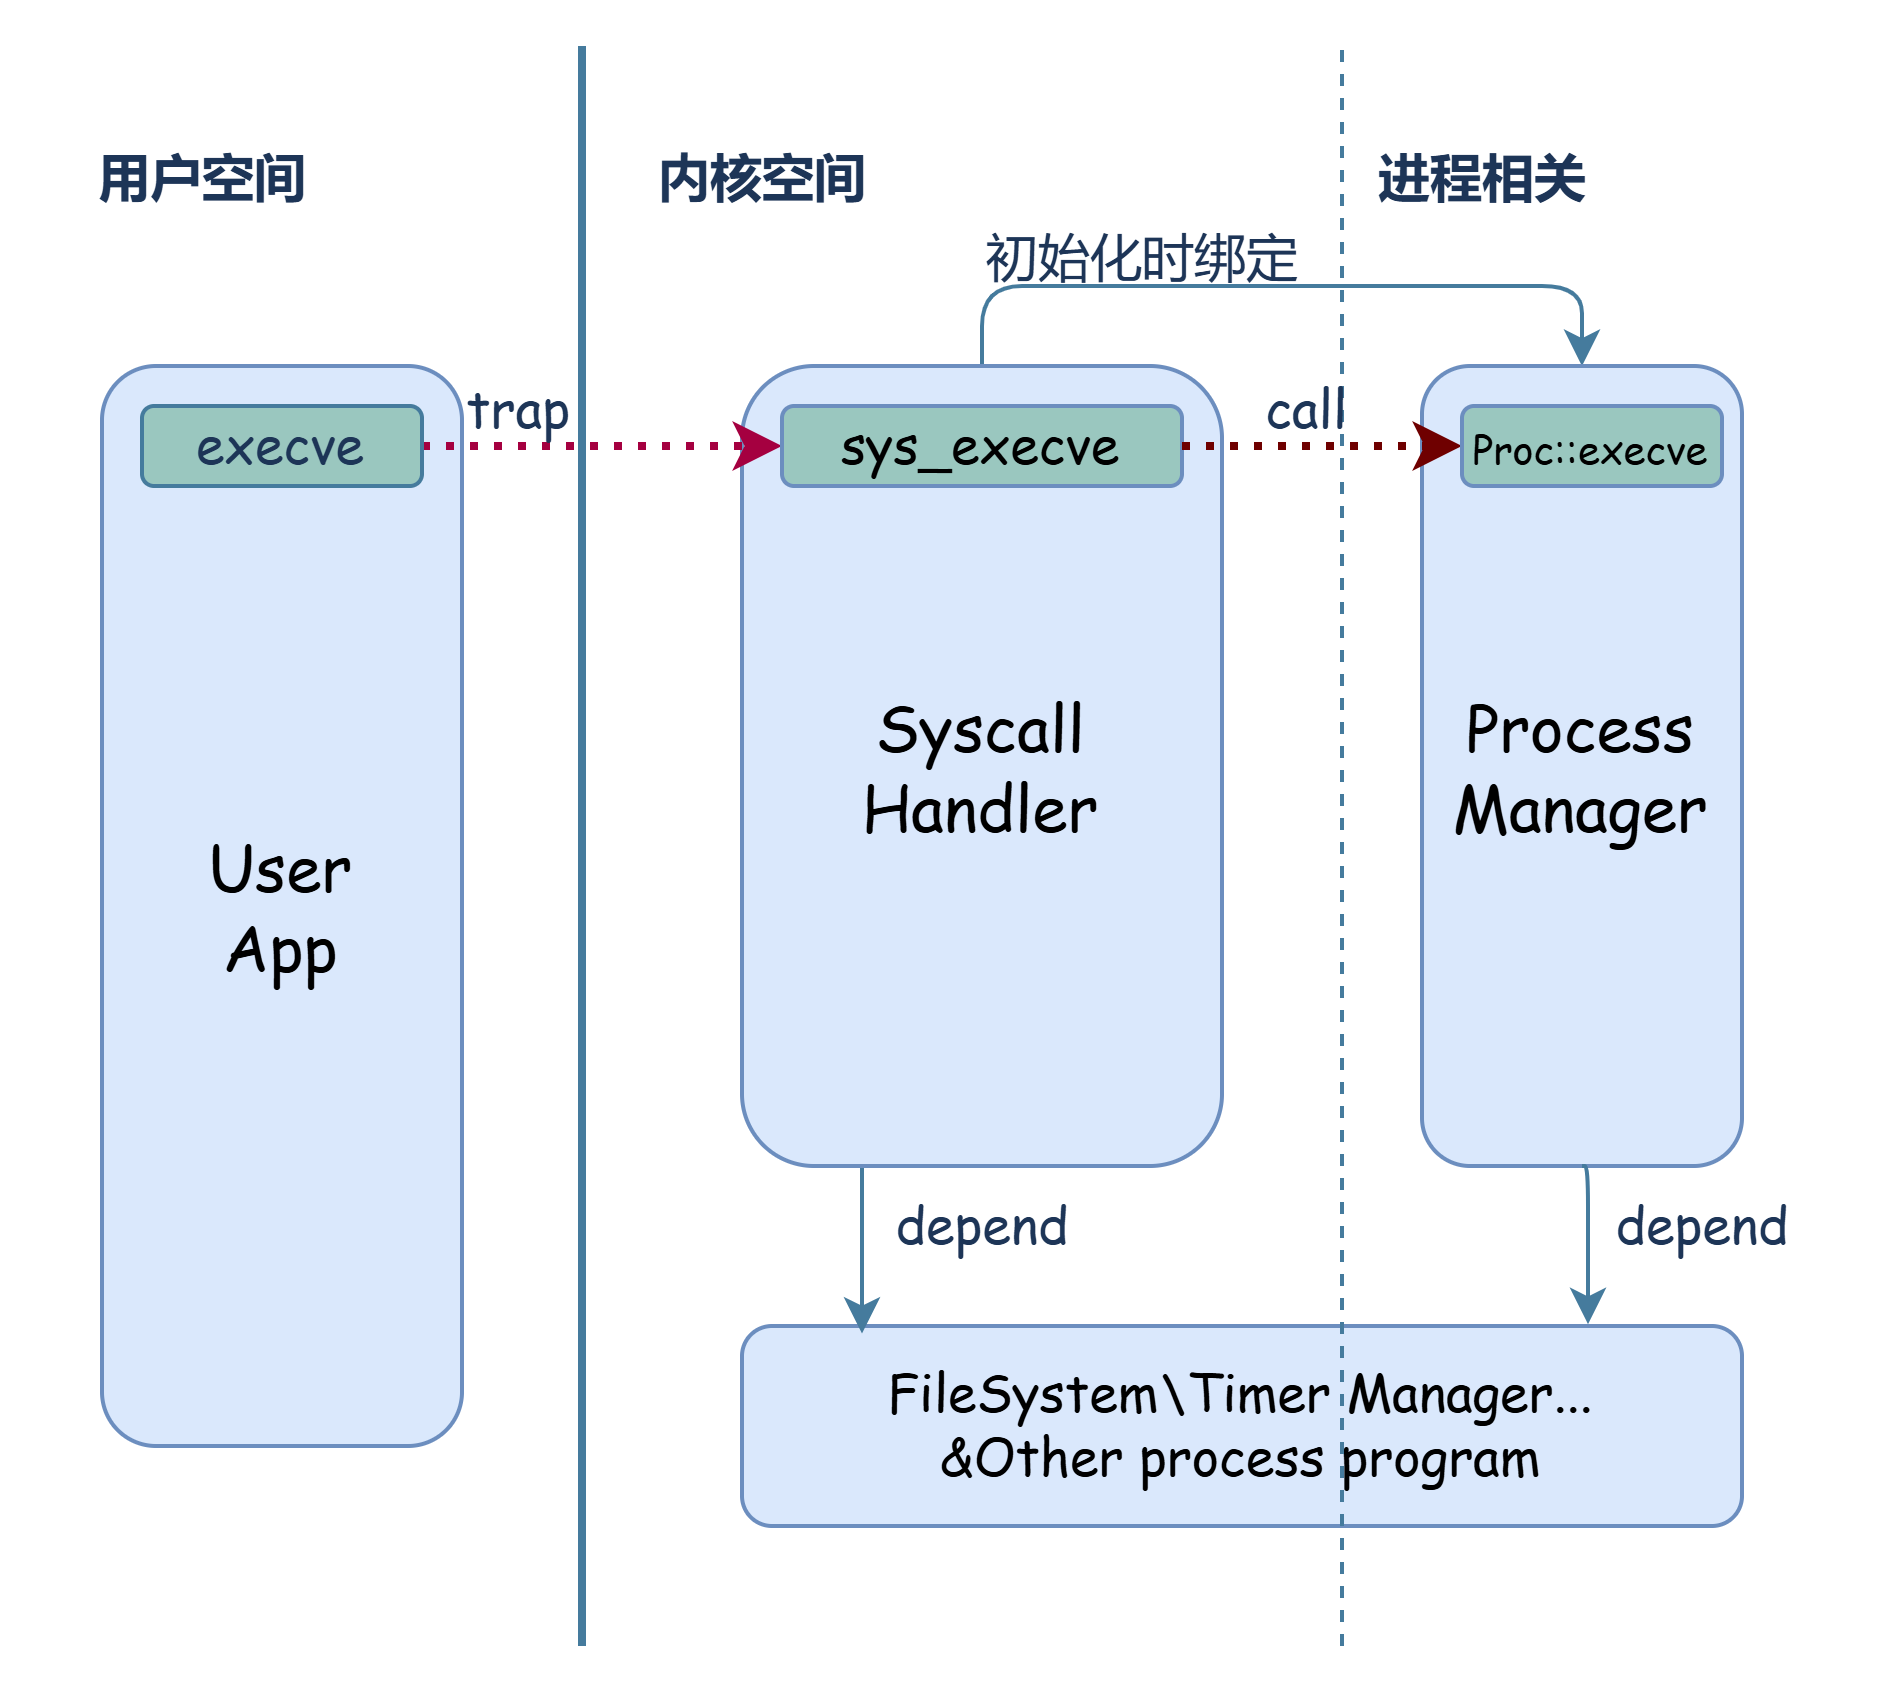 用户空间
内核空间
进程相关
初始化时绑定
trap
call
execve
sys_execve
Proc::execve
Syscall
Handler
Process
Manager
User
App
depend
depend
FileSystem\Timer Manager...
&Other process program